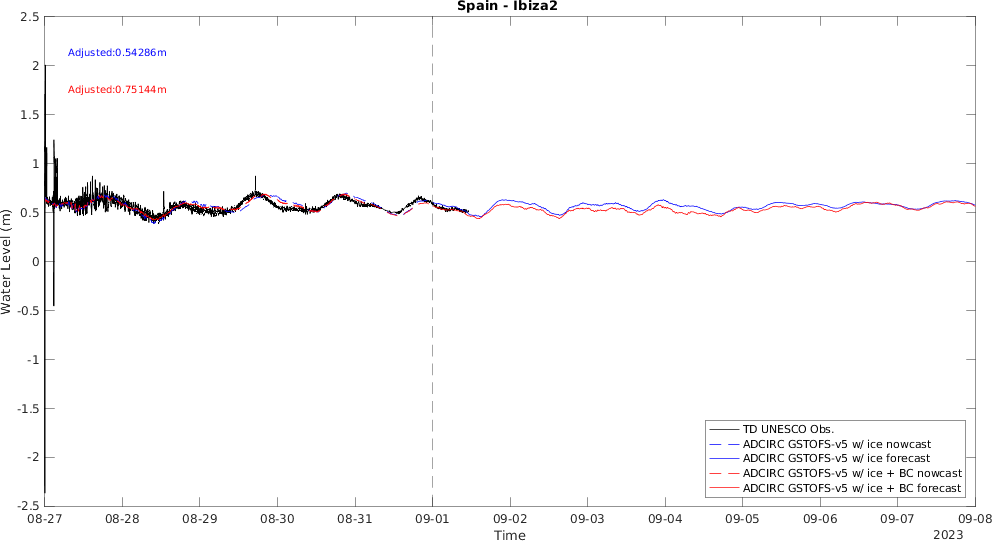 Spain - Ibiza2
2.5
2
1.5
1
0.5
0
-0.5
-1
-1.5
-2
-2.5
Water Level (m)
Adjusted:0.54286m
Adjusted:0.75144m
TD UNESCO Obs.
ADCIRC GSTOFS-v5 w/ ice nowcast
ADCIRC GSTOFS-v5 w/ ice forecast
ADCIRC GSTOFS-v5 w/ ice + BC nowcast
ADCIRC GSTOFS-v5 w/ ice + BC forecast
08-27 08-28 08-29 08-30 08-31 09-01 09-02 09-03 09-04 09-05 09-06 09-07 09-08
Time
2023